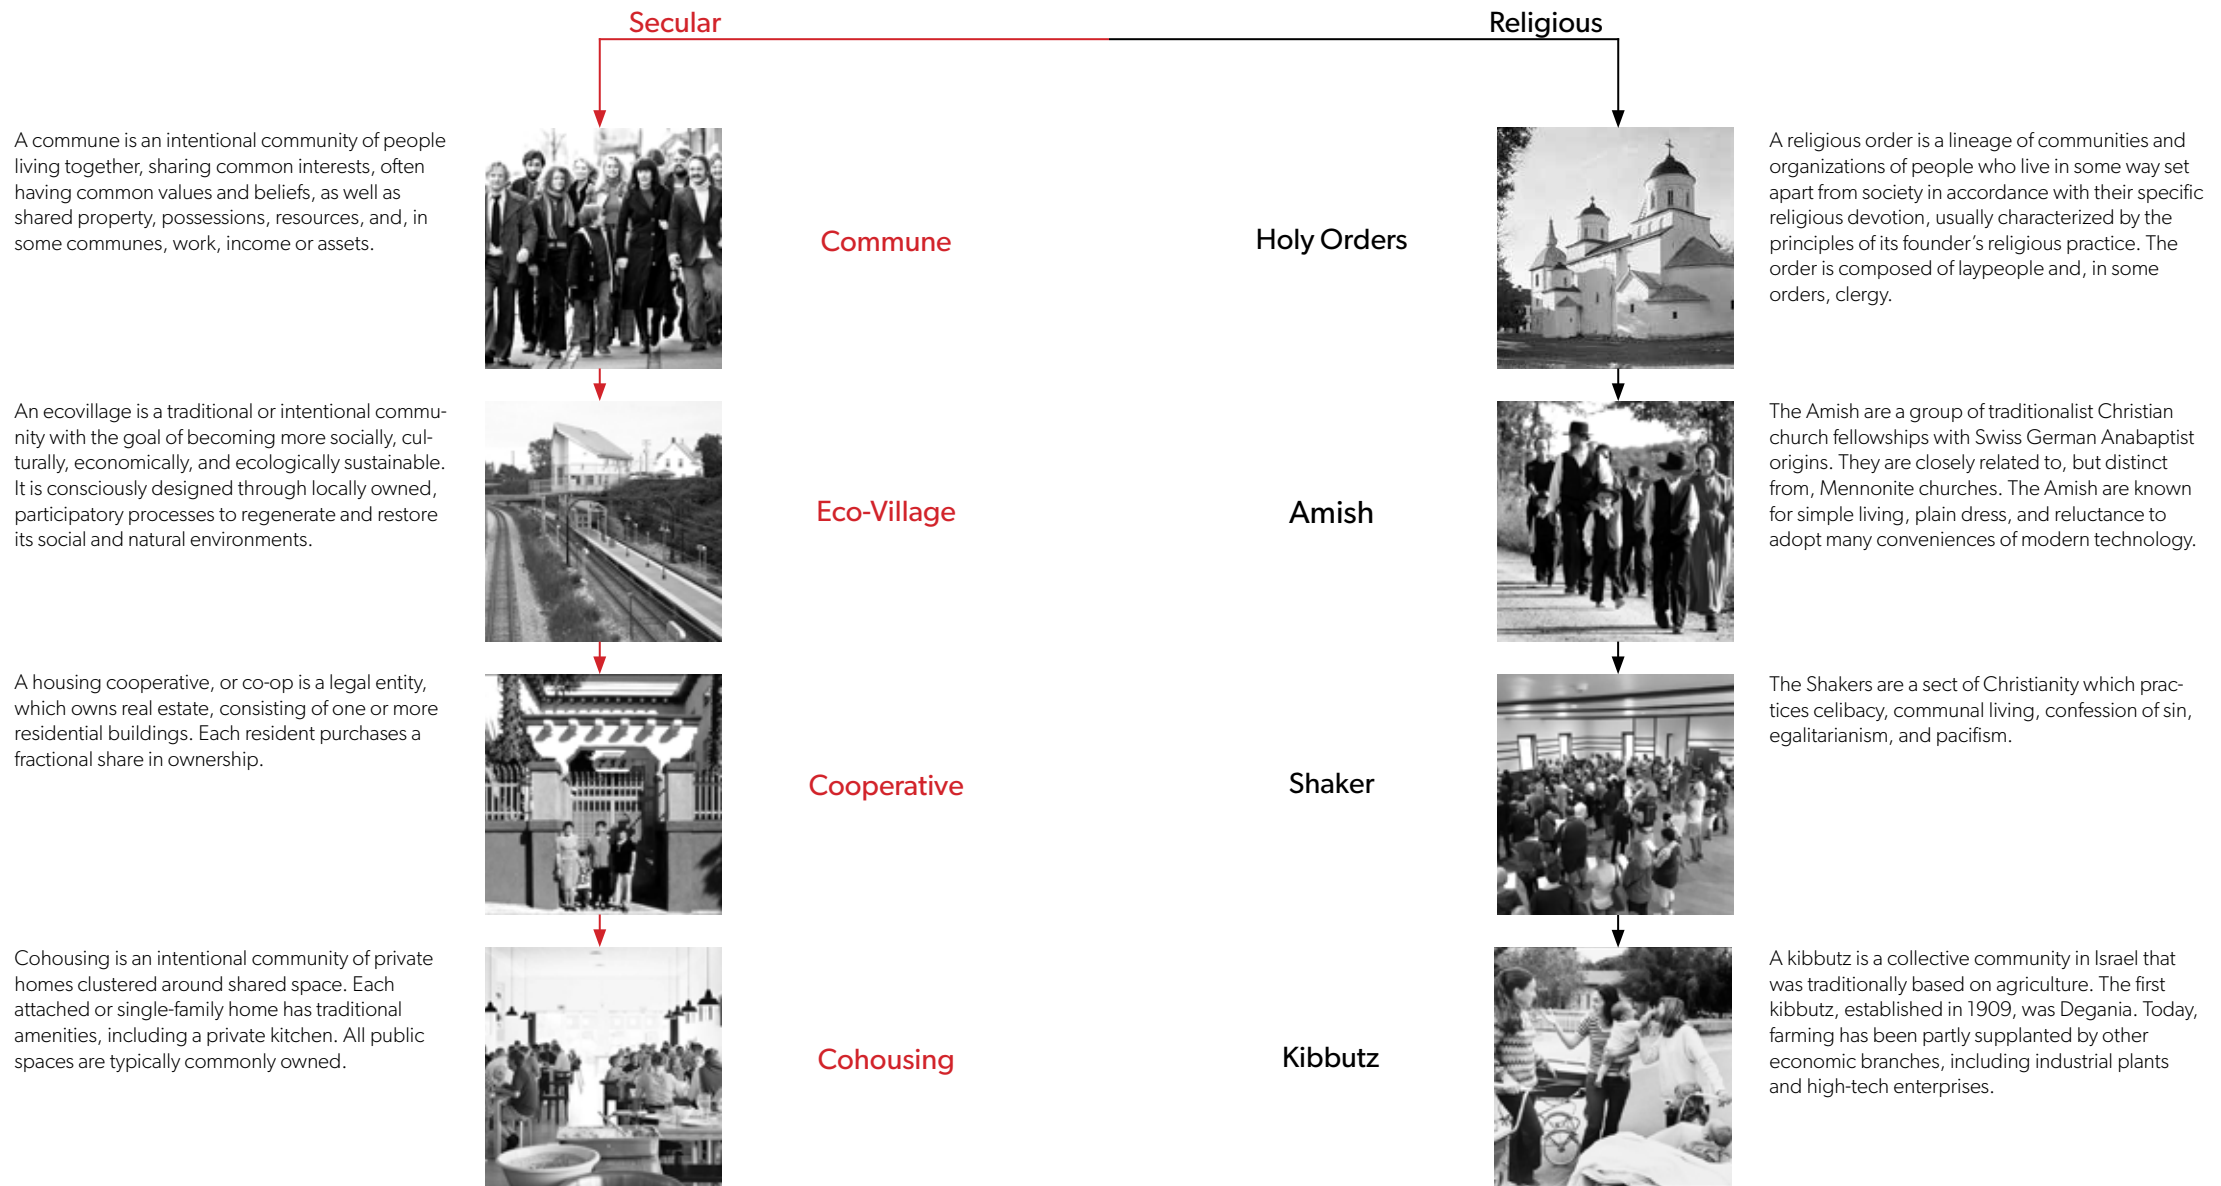 Secular
Religious
A commune is an intentional community of people
living together, sharing common interests, often
having common values and beliefs, as well as
shared property, possessions, resources, and, in
some communes, work, income or assets.
Commune
Holy Orders
A religious order is a lineage of communities and
organizations of people who live in some way set
apart from society in accordance with their specific
religious devotion, usually characterized by the
principles of its founder’s religious practice. The
order is composed of laypeople and, in some
orders, clergy.
An ecovillage is a traditional or intentional commu-
nity with the goal of becoming more socially, cul-
turally, economically, and ecologically sustainable.
It is consciously designed through locally owned,
participatory processes to regenerate and restore
its social and natural environments.
Eco-Village
Amish
The Amish are a group of traditionalist Christian
church fellowships with Swiss German Anabaptist
origins. They are closely related to, but distinct
from, Mennonite churches. The Amish are known
for simple living, plain dress, and reluctance to
adopt many conveniences of modern technology.
A housing cooperative, or co-op is a legal entity,
which owns real estate, consisting of one or more
residential buildings. Each resident purchases a
fractional share in ownership.
Cooperative
Shaker
The Shakers are a sect of Christianity which prac-
tices celibacy, communal living, confession of sin,
egalitarianism, and pacifism.
Cohousing is an intentional community of private
homes clustered around shared space. Each
attached or single-family home has traditional
amenities, including a private kitchen. All public
spaces are typically commonly owned.
Cohousing
Kibbutz
A kibbutz is a collective community in Israel that
was traditionally based on agriculture. The first
kibbutz, established in 1909, was Degania. Today,
farming has been partly supplanted by other
economic branches, including industrial plants
and high-tech enterprises.